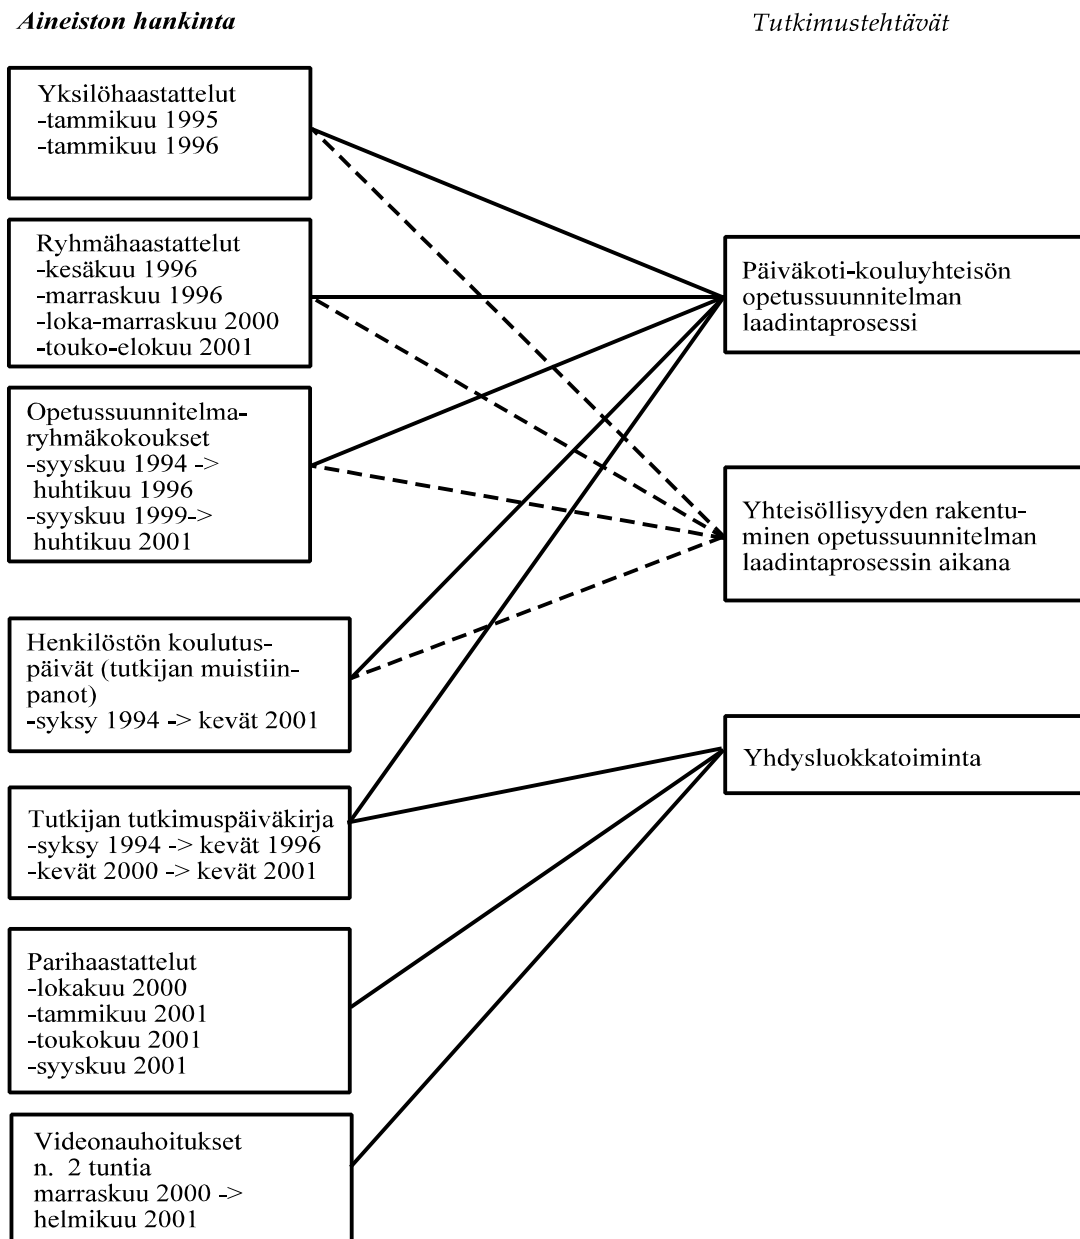 Aineiston hankinta
Tutkimustehtävät
Yksilöhaastattelut
-tammikuu 1995
-tammikuu 1996
Ryhmähaastattelut
-kesäkuu 1996
-marraskuu 1996
-loka-marraskuu 2000
-touko-elokuu 2001
Opetussuunnitelma-
ryhmäkokoukset
-syyskuu 1994 ->
huhtikuu 1996
-syyskuu 1999->
huhtikuu 2001
Henkilöstön koulutus-
päivät (tutkijan muistiin-
panot)
-syksy 1994 -> kevät 2001
Tutkijan tutkimuspäiväkirja
-syksy 1994 -> kevät 1996
-kevät 2000 -> kevät 2001
Parihaastattelut
-lokakuu 2000
-tammikuu 2001
-toukokuu 2001
-syyskuu 2001
Videonauhoitukset
n. 2 tuntia
marraskuu 2000 ->
helmikuu 2001
Päiväkoti-kouluyhteisön
opetussuunnitelman
laadintaprosessi
Yhteisöllisyyden rakentu-
minen opetussuunnitelman
laadintaprosessin aikana
Yhdysluokkatoiminta